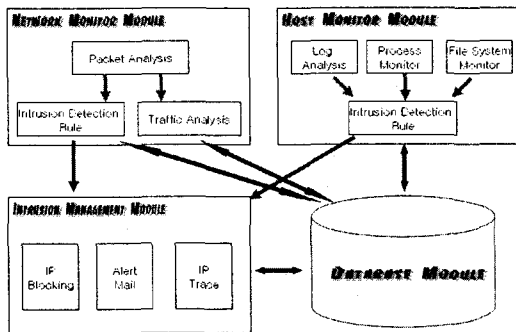 NETWORK MONITOR MODULE
Packet Analysis
Intrusion Detection
Rule
Traffic Analysis
HOST MONITOR MODULE
Log
Analysis
Process
Monitor
File System
Monitor
Intrusion Detection
Rule
INTRUSION MANAGEMENT MODULE
IP
Blocking
Alert
Mail
IP
Trace
DATABASE MODULE